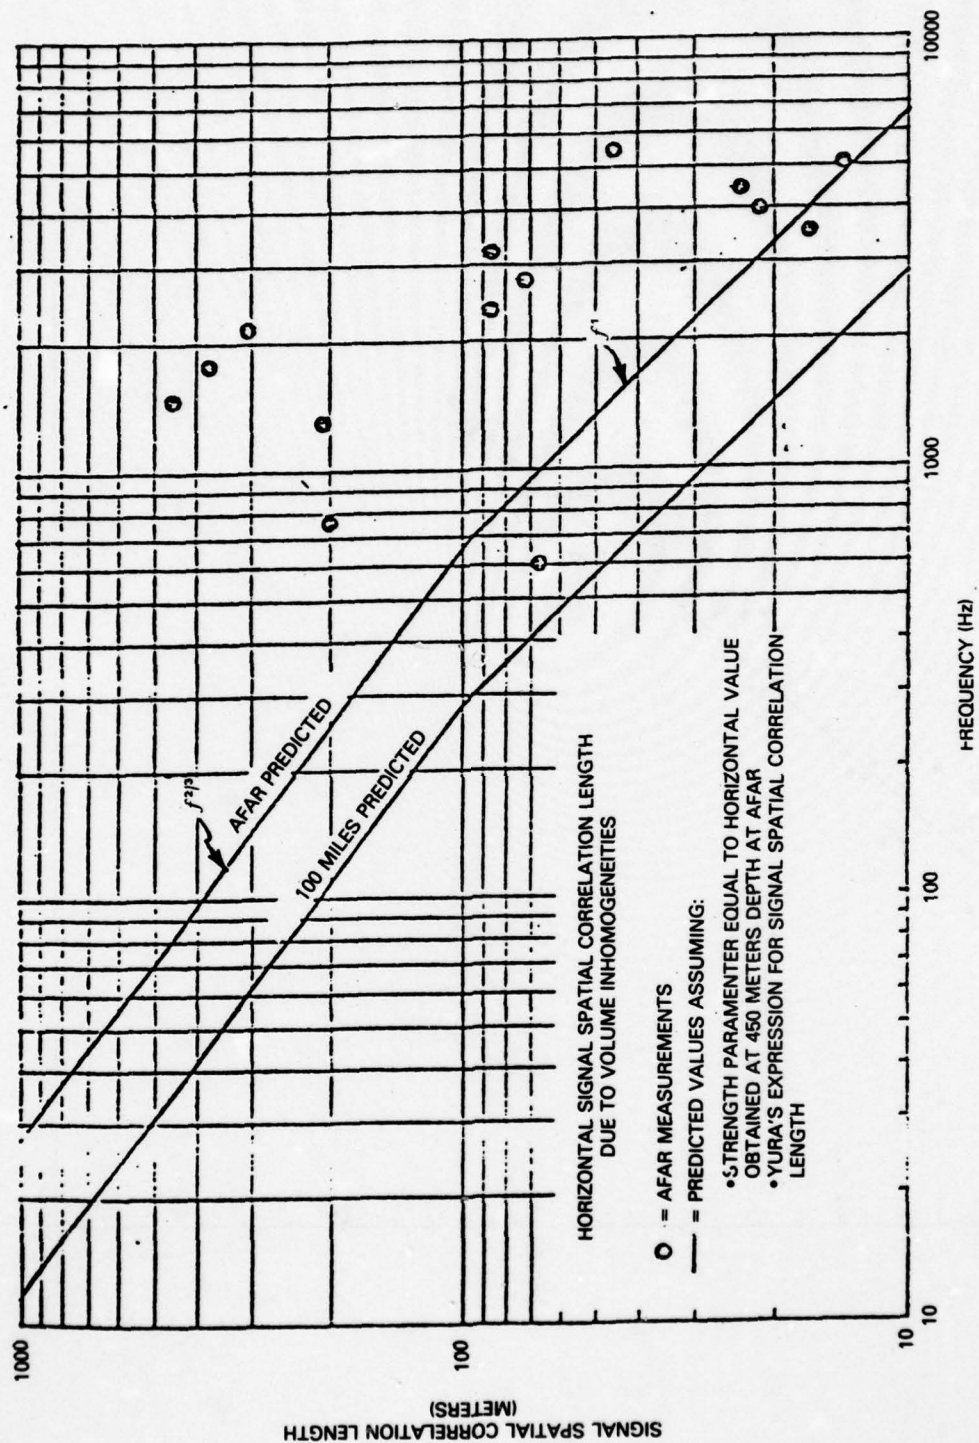 SIGNAL SPATIAL CORRELATION LENGTH
(METERS)
1000
100
10
f²/³
AFAR PREDICTED
100 MILES PREDICTED
f¹
HORIZONTAL SIGNAL SPATIAL CORRELATION LENGTH
DUE TO VOLUME INHOMOGENEITIES
O = AFAR MEASUREMENTS
— = PREDICTED VALUES ASSUMING:
•STRENGTH PARAMENTER EQUAL TO HORIZONTAL VALUE
OBTAINED AT 450 METERS DEPTH AT AFAR
•YURA'S EXPRESSION FOR SIGNAL SPATIAL CORRELATION
LENGTH
10
100
1000
10000
FREQUENCY (Hz)